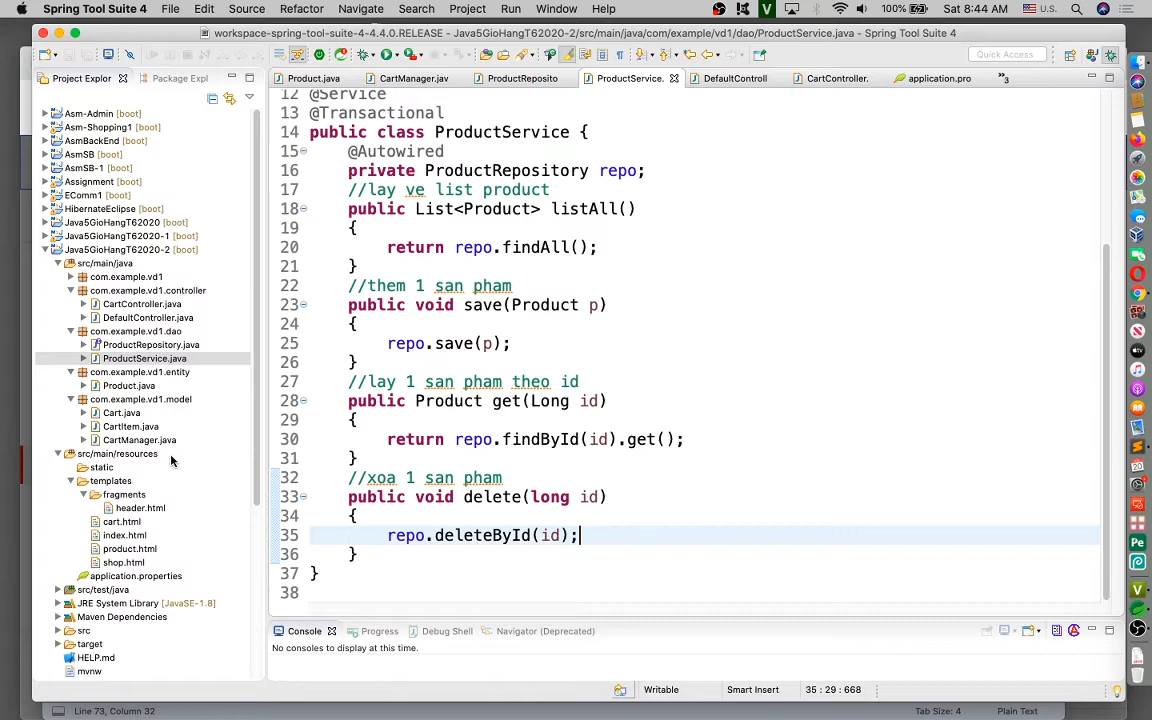 Spring Tool Suite 4 File Edit Source Refactor Navigate Search Project Run Window Help 100% Sat 8:44 AM U.S.
workspace-spring-tool-suite-4-4.4.0.RELEASE - Java5GioHangT62020-2/src/main/java/com/example/vd1/dao/ProductService.java - Spring Tool Suite 4
Quick Access
Project Explor Package Expl
Product.java CartManager.jav ProductReposito ProductService. DefaultControll CartController. application.pro »3
Asm-Admin [boot]
Asm-Shopping1 [boot]
AsmBackEnd [boot]
AsmSB [boot]
AsmSB-1 [boot]
Assignment [boot]
EComm1 [boot]
HibernateEclipse [boot]
Java5GioHangT62020 [boot]
Java5GioHangT62020-1 [boot]
Java5GioHangT62020-2 [boot]
src/main/java
com.example.vd1
com.example.vd1.controller
CartController.java
DefaultController.java
com.example.vd1.dao
ProductRepository.java
ProductService.java
com.example.vd1.entity
Product.java
com.example.vd1.model
Cart.java
CartItem.java
CartManager.java
src/main/resources
static
templates
fragments
header.html
cart.html
index.html
product.html
shop.html
application.properties
src/test/java
JRE System Library [JavaSE-1.8]
Maven Dependencies
src
target
HELP.md
mvnw
12 @Service
13 @Transactional
14 public class ProductService {
15 @Autowired
16 private ProductRepository repo;
17 //lay ve list product
18 public List<Product> listAll()
19 {
20 return repo.findAll();
21 }
22 //them 1 san pham
23 public void save(Product p)
24 {
25 repo.save(p);
26 }
27 //lay 1 san pham theo id
28 public Product get(Long id)
29 {
30 return repo.findById(id).get();
31 }
32 //xoa 1 san pham
33 public void delete(long id)
34 {
35 repo.deleteById(id);
36 }
37 }
38
Console Progress Debug Shell Navigator (Deprecated)
No consoles to display at this time.
Writable Smart Insert 35 : 29 : 668
Line 73, Column 32 Tab Size: 4 Plain Text